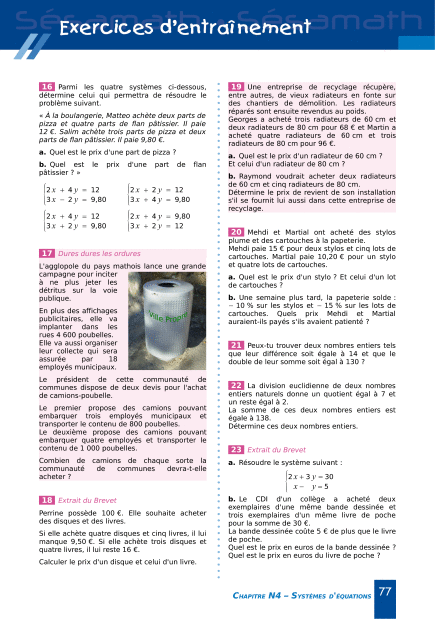 Sésamath Sésamath
Exercices d'entraînement
16 Parmi les quatre systèmes ci-dessous,
détermine celui qui permettra de résoudre le
problème suivant.
« À la boulangerie, Matteo achète deux parts de
pizza et quatre parts de flan pâtissier. Il paie
12 €. Salim achète trois parts de pizza et deux
parts de flan pâtissier. Il paie 9,80 €.
a. Quel est le prix d'une part de pizza ?
b. Quel est le prix d'une part de flan
pâtissier ? »
2x + 4y = 12
3x − 2y = 9,80
2x + 2y = 12
3x + 4y = 9,80
2x + 4y = 12
3x + 2y = 9,80
2x + 4y = 9,80
3x + 2y = 12
17 Dures dures les ordures
L'agglopole du pays mathois lance une grande
campagne pour inciter
à ne plus jeter les
détritus sur la voie
publique.
En plus des affichages
publicitaires, elle va
implanter dans les
rues 4 600 poubelles.
Elle va aussi organiser
leur collecte qui sera
assurée par 18
employés municipaux.
Ville Propre
Le président de cette communauté de
communes dispose de deux devis pour l'achat
de camions-poubelle.
Le premier propose des camions pouvant
embarquer trois employés municipaux et
transporter le contenu de 800 poubelles.
Le deuxième propose des camions pouvant
embarquer quatre employés et transporter le
contenu de 1 000 poubelles.
Combien de camions de chaque sorte la
communauté de communes devra-t-elle
acheter ?
18 Extrait du Brevet
Perrine possède 100 €. Elle souhaite acheter
des disques et des livres.
Si elle achète quatre disques et cinq livres, il lui
manque 9,50 €. Si elle achète trois disques et
quatre livres, il lui reste 16 €.
Calculer le prix d'un disque et celui d'un livre.
19 Une entreprise de recyclage récupère,
entre autres, de vieux radiateurs en fonte sur
des chantiers de démolition. Les radiateurs
réparés sont ensuite revendus au poids.
Georges a acheté trois radiateurs de 60 cm et
deux radiateurs de 80 cm pour 68 € et Martin a
acheté quatre radiateurs de 60 cm et trois
radiateurs de 80 cm pour 96 €.
a. Quel est le prix d'un radiateur de 60 cm ?
Et celui d'un radiateur de 80 cm ?
b. Raymond voudrait acheter deux radiateurs
de 60 cm et cinq radiateurs de 80 cm.
Détermine le prix de revient de son installation
s'il se fournit lui aussi dans cette entreprise de
recyclage.
20 Mehdi et Martial ont acheté des stylos
plume et des cartouches à la papeterie.
Mehdi paie 15 € pour deux stylos et cinq lots de
cartouches. Martial paie 10,20 € pour un stylo
et quatre lots de cartouches.
a. Quel est le prix d'un stylo ? Et celui d'un lot
de cartouches ?
b. Une semaine plus tard, la papeterie solde :
− 10 % sur les stylos et − 15 % sur les lots de
cartouches. Quels prix Mehdi et Martial
auraient-ils payés s'ils avaient patienté ?
21 Peux-tu trouver deux nombres entiers tels
que leur différence soit égale à 14 et que le
double de leur somme soit égal à 130 ?
22 La division euclidienne de deux nombres
entiers naturels donne un quotient égal à 7 et
un reste égal à 2.
La somme de ces deux nombres entiers est
égale à 138.
Détermine ces deux nombres entiers.
23 Extrait du Brevet
a. Résoudre le système suivant :
2x + 3y = 30
x − y = 5
b. Le CDI d'un collège a acheté deux
exemplaires d'une même bande dessinée et
trois exemplaires d'un même livre de poche
pour la somme de 30 €.
La bande dessinée coûte 5 € de plus que le livre
de poche.
Quel est le prix en euros de la bande dessinée ?
Quel est le prix en euros du livre de poche ?
Chapitre N4 – Systèmes d'équations 77